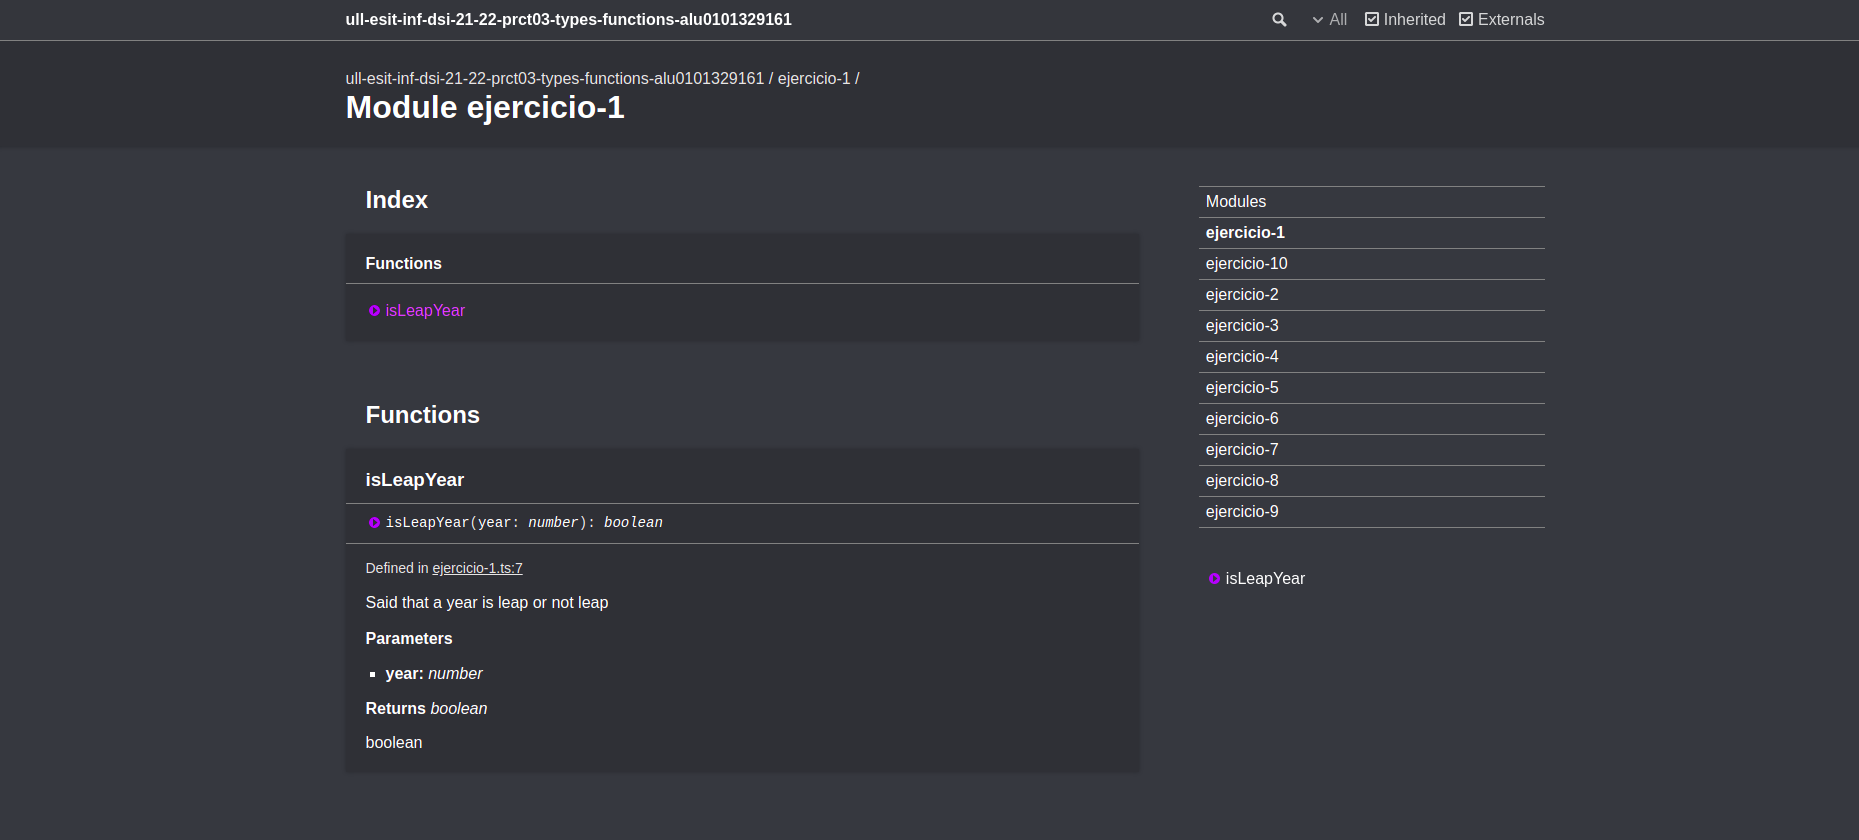 ull-esit-inf-dsi-21-22-prct03-types-functions-alu0101329161
All
Inherited
Externals
ull-esit-inf-dsi-21-22-prct03-types-functions-alu0101329161 / ejercicio-1 /
Module ejercicio-1
Index
Functions
isLeapYear
Functions
isLeapYear
isLeapYear(year: number): boolean
Defined in ejercicio-1.ts:7
Said that a year is leap or not leap
Parameters
year: number
Returns boolean
boolean
Modules
ejercicio-1
ejercicio-10
ejercicio-2
ejercicio-3
ejercicio-4
ejercicio-5
ejercicio-6
ejercicio-7
ejercicio-8
ejercicio-9
isLeapYear